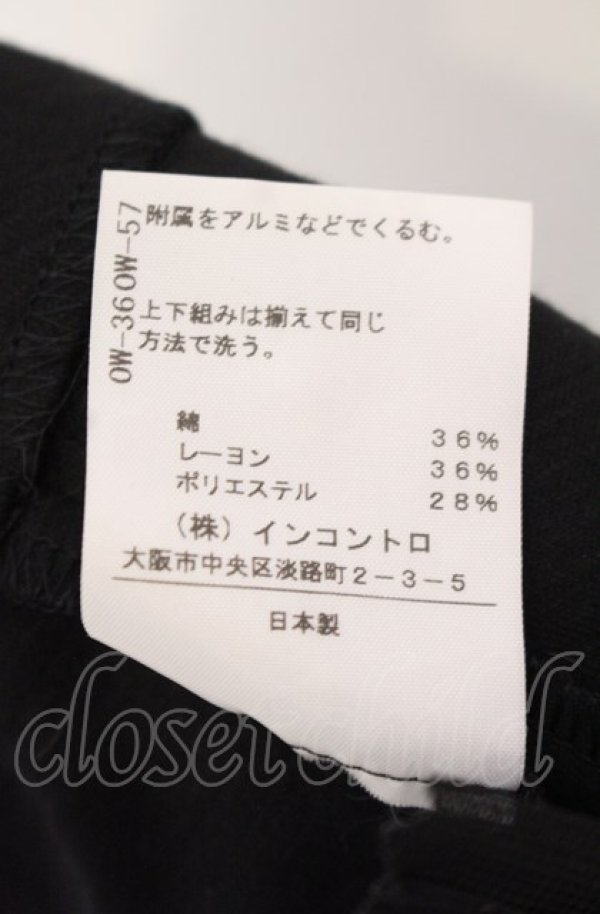 附属をアルミなどでくるむ。
OW-360W-57
上下組みは揃えて同じ
方法で洗う。
綿 36%
レーヨン 36%
ポリエステル 28%
(株)インコントロ
大阪市中央区淡路町2-3-5
日本製
closet child